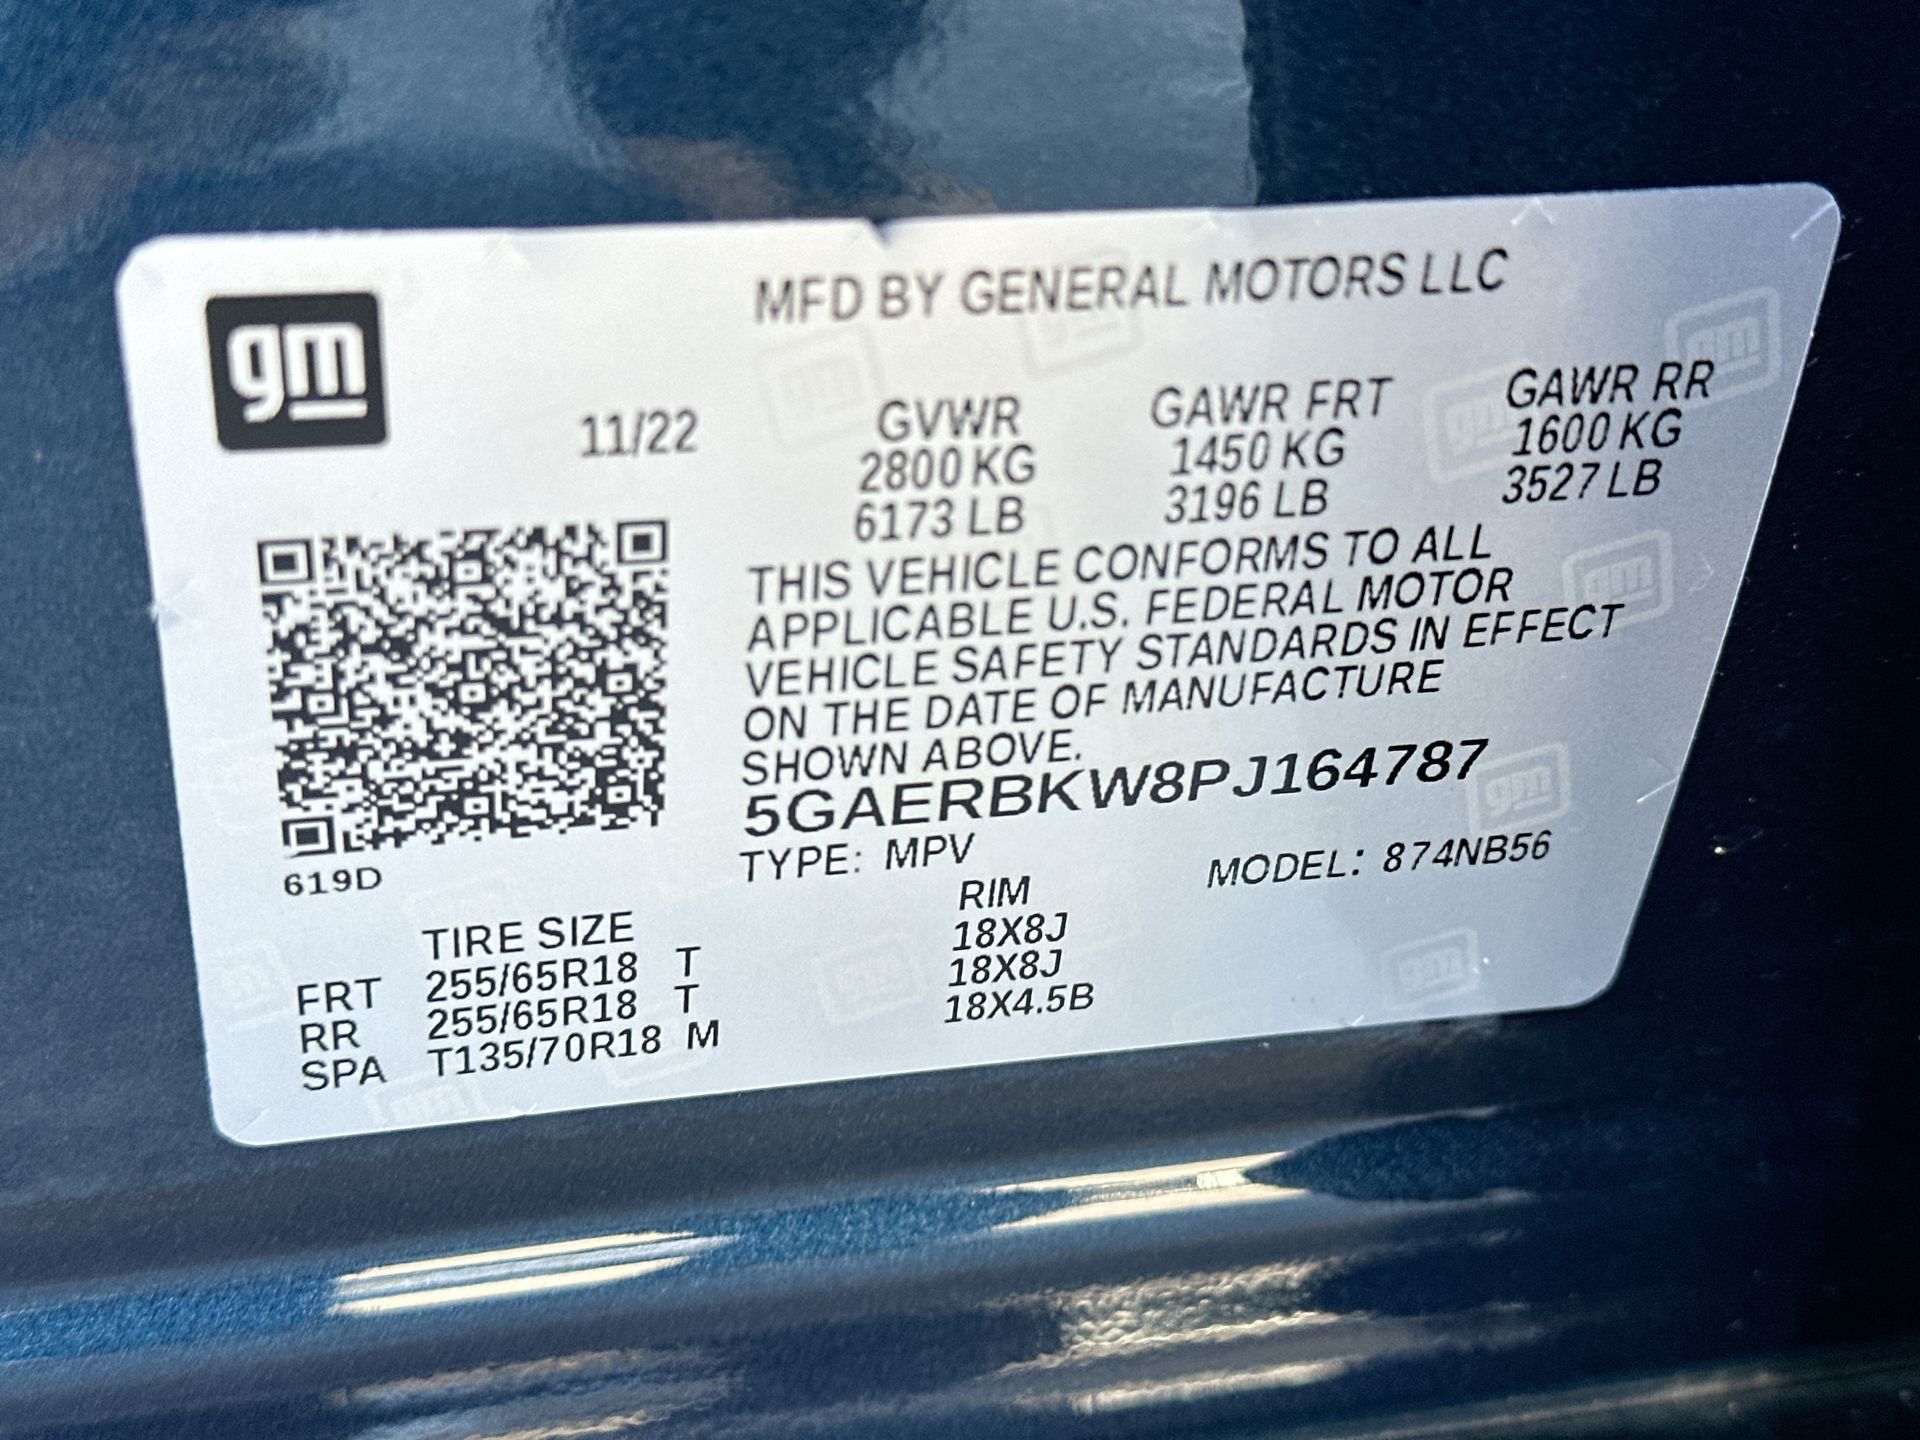 gm
MFD BY GENERAL MOTORS LLC
11/22
GVWR GAWR FRT GAWR RR
2800 KG 1450 KG 1600 KG
6173 LB 3196 LB 3527 LB
THIS VEHICLE CONFORMS TO ALL
APPLICABLE U.S. FEDERAL MOTOR
VEHICLE SAFETY STANDARDS IN EFFECT
ON THE DATE OF MANUFACTURE
SHOWN ABOVE.
5GAERBKW8PJ164787
619D
TYPE: MPV MODEL: 874NB56
TIRE SIZE RIM
FRT 255/65R18 T 18X8J
RR 255/65R18 T 18X8J
SPA T135/70R18 M 18X4.5B